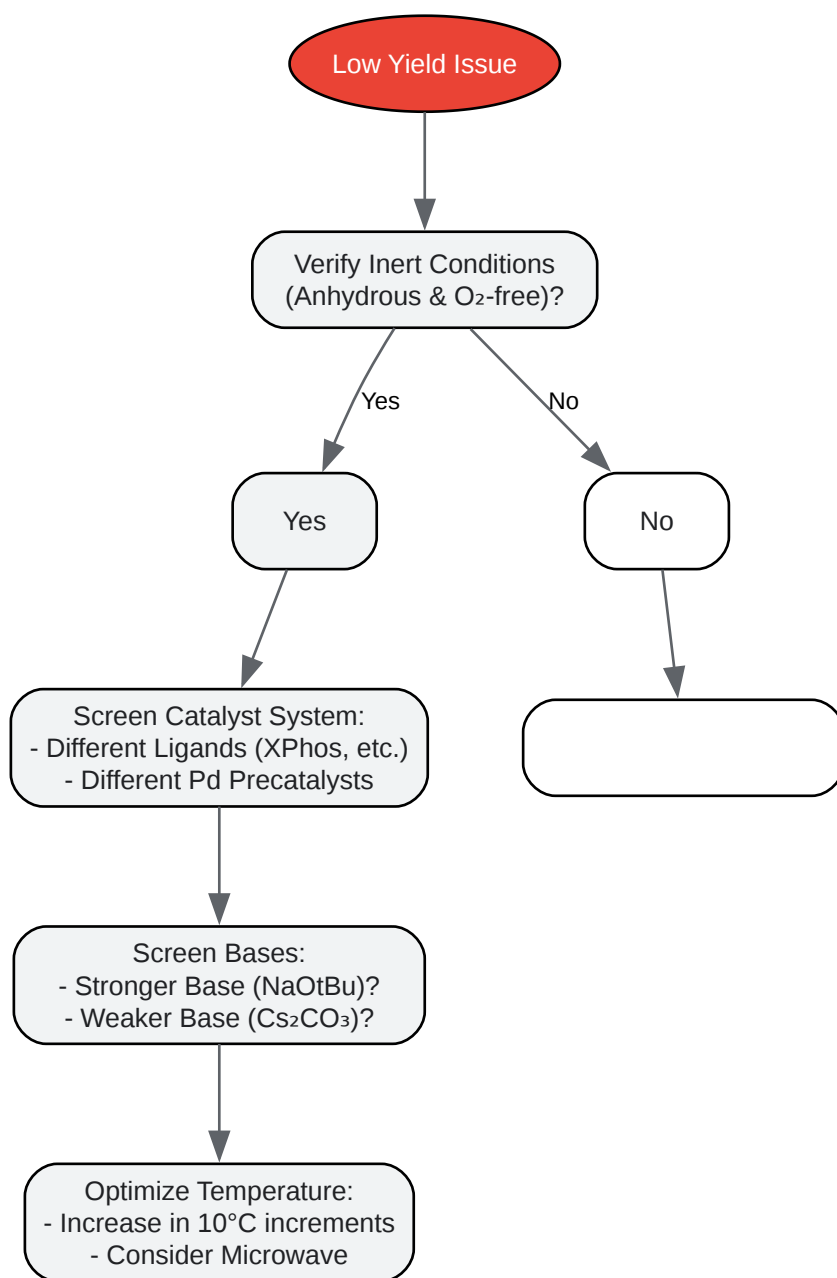 Low Yield Issue
Verify Inert Conditions
(Anhydrous & O₂-free)?
Yes
No
Yes
No
Screen Catalyst System:
- Different Ligands (XPhos, etc.)
- Different Pd Precatalysts
Screen Bases:
- Stronger Base (NaOtBu)?
- Weaker Base (Cs₂CO₃)?
Optimize Temperature:
- Increase in 10°C increments
- Consider Microwave